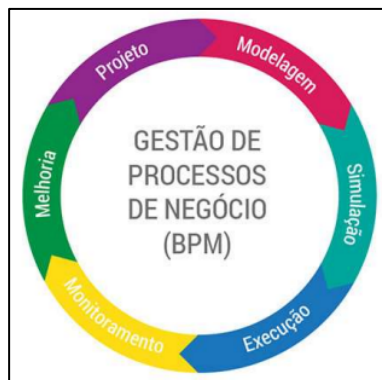 Projeto
Modelagem
Simulação
Execução
Monitoramento
Melhoria
GESTÃO DE
PROCESSOS
DE NEGÓCIO
(BPM)